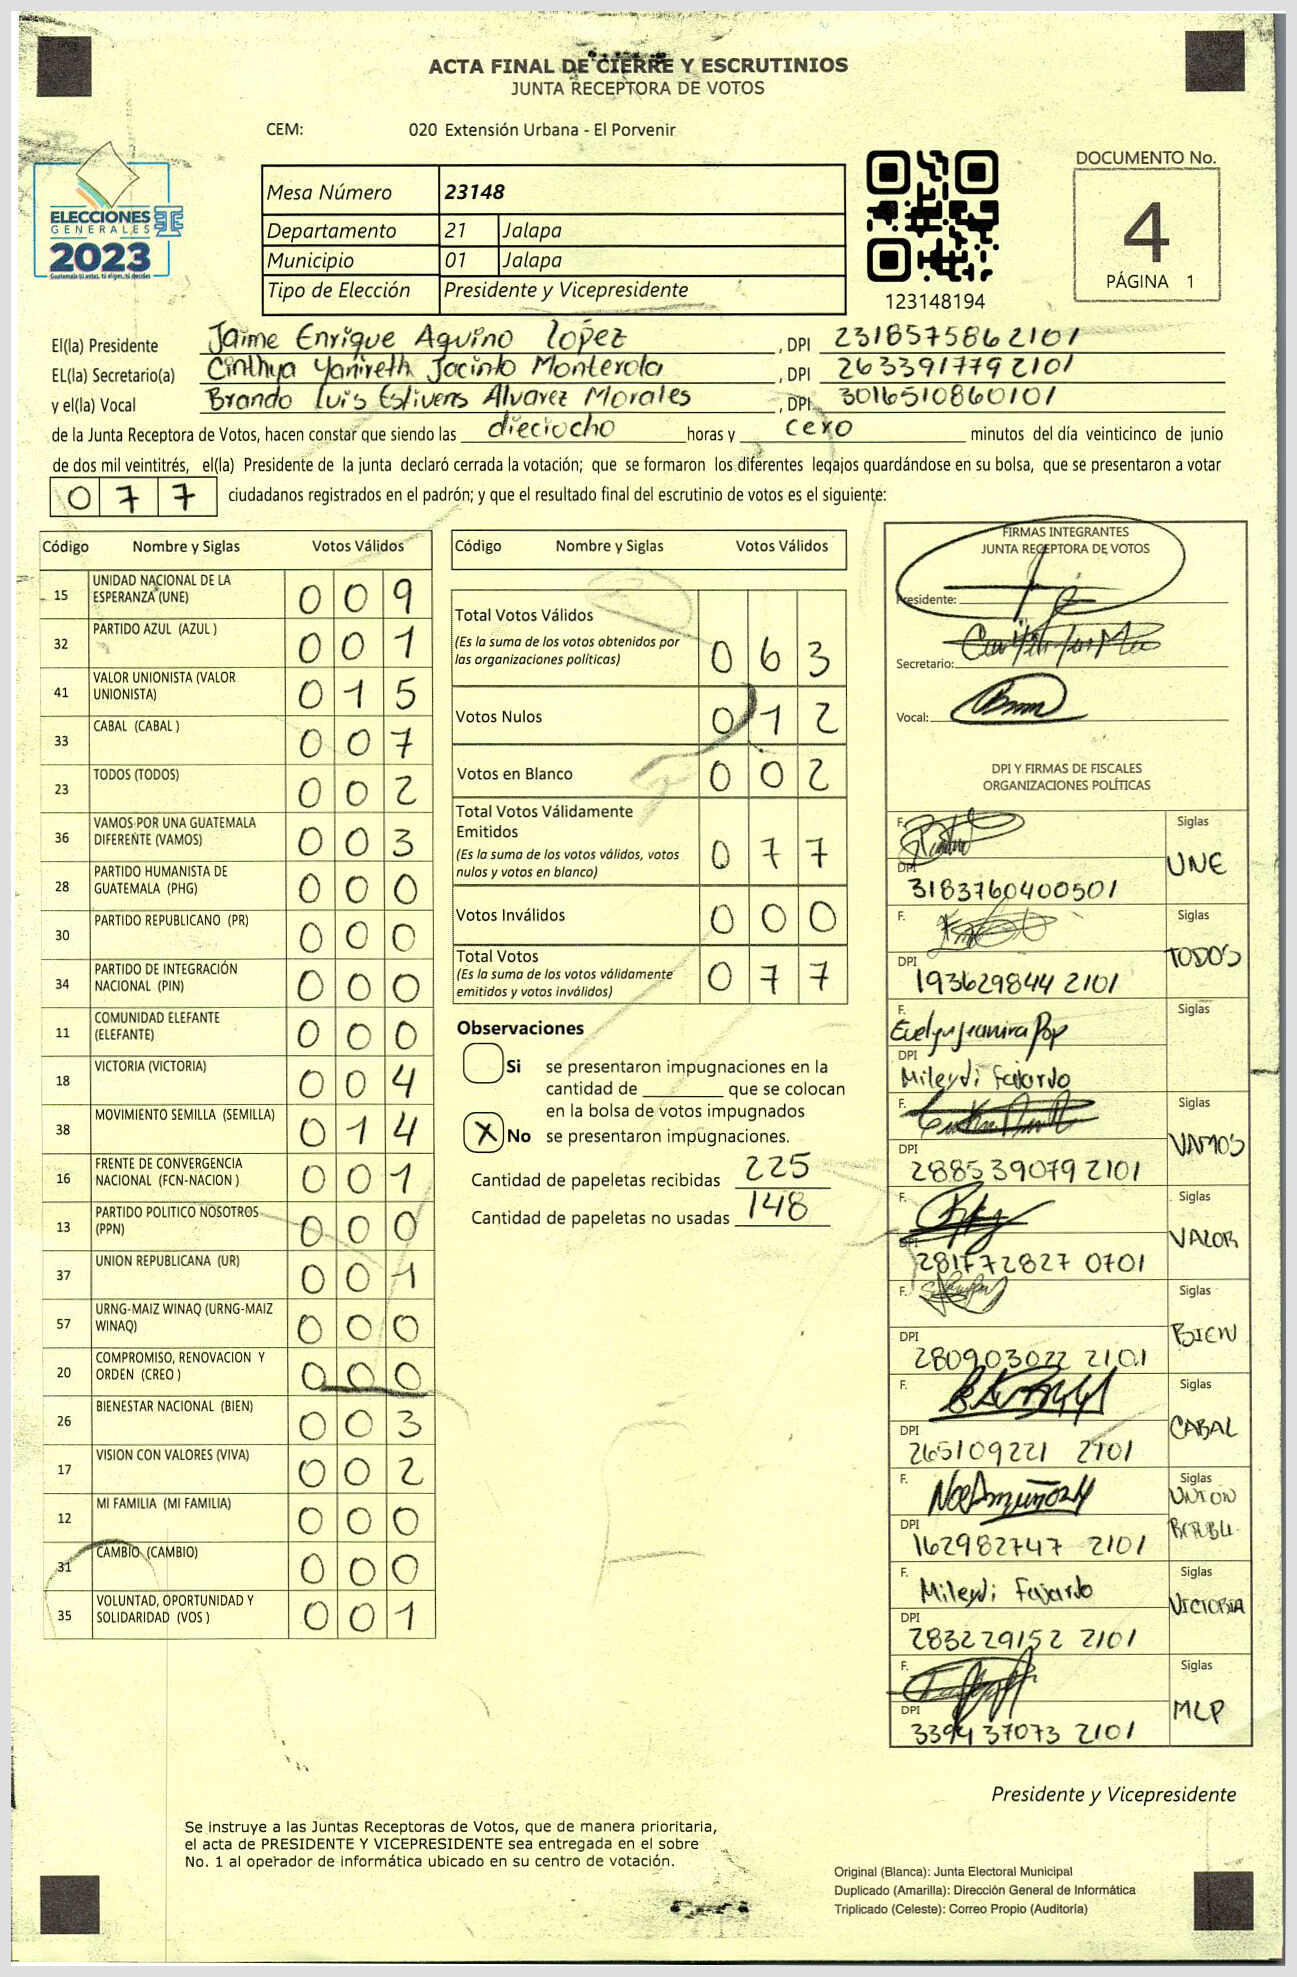 ACTA FINAL DE CIERRE Y ESCRUTINIOS
JUNTA RECEPTORA DE VOTOS
CEM: 020 Extensión Urbana - El Porvenir
DOCUMENTO No.
4
PÁGINA 1
ELECCIONES
GENERALES
2023
Guatemala tú eres, tú eliges, tú decides
Mesa Número 23148
Departamento 21 Jalapa
Municipio 01 Jalapa
Tipo de Elección Presidente y Vicepresidente
123148194
El(la) Presidente Jaime Enrique Aquino López , DPI 231857586 2101
EL(la) Secretario(a) Cinthya Yanireth Jacinto Monterola , DPI 263391779 2101
y el(la) Vocal Brando Luis Estivens Alvarez Morales , DPI 3016510860101
de la Junta Receptora de Votos, hacen constar que siendo las dieciocho horas y cero minutos del día veinticinco de junio
de dos mil veintitrés, el(la) Presidente de la junta declaró cerrada la votación; que se formaron los diferentes legajos guardándose en su bolsa, que se presentaron a votar
0 7 7 ciudadanos registrados en el padrón; y que el resultado final del escrutinio de votos es el siguiente:
Código Nombre y Siglas Votos Válidos
15 UNIDAD NACIONAL DE LA ESPERANZA (UNE) 0 0 9
32 PARTIDO AZUL (AZUL ) 0 0 1
41 VALOR UNIONISTA (VALOR UNIONISTA) 0 1 5
33 CABAL (CABAL ) 0 0 7
23 TODOS (TODOS) 0 0 2
36 VAMOS POR UNA GUATEMALA DIFERENTE (VAMOS) 0 0 3
28 PARTIDO HUMANISTA DE GUATEMALA (PHG) 0 0 0
30 PARTIDO REPUBLICANO (PR) 0 0 0
34 PARTIDO DE INTEGRACIÓN NACIONAL (PIN) 0 0 0
11 COMUNIDAD ELEFANTE (ELEFANTE) 0 0 0
18 VICTORIA (VICTORIA) 0 0 4
38 MOVIMIENTO SEMILLA (SEMILLA) 0 1 4
16 FRENTE DE CONVERGENCIA NACIONAL (FCN-NACION ) 0 0 1
13 PARTIDO POLITICO NOSOTROS (PPN) 0 0 0
37 UNION REPUBLICANA (UR) 0 0 1
57 URNG-MAIZ WINAQ (URNG-MAIZ WINAQ) 0 0 0
20 COMPROMISO, RENOVACION Y ORDEN (CREO ) 0 0 0
26 BIENESTAR NACIONAL (BIEN) 0 0 3
17 VISION CON VALORES (VIVA) 0 0 2
12 MI FAMILIA (MI FAMILIA) 0 0 0
31 CAMBIO (CAMBIO) 0 0 0
35 VOLUNTAD, OPORTUNIDAD Y SOLIDARIDAD (VOS ) 0 0 1
Código Nombre y Siglas Votos Válidos
Total Votos Válidos 0 6 3
(Es la suma de los votos obtenidos por
las organizaciones políticas)
Votos Nulos 0 1 2
Votos en Blanco 0 0 2
Total Votos Válidamente
Emitidos 0 7 7
(Es la suma de los votos válidos, votos
nulos y votos en blanco)
Votos Inválidos 0 0 0
Total Votos 0 7 7
(Es la suma de los votos válidamente
emitidos y votos inválidos)
Observaciones
Si se presentaron impugnaciones en la
cantidad de ________ que se colocan
en la bolsa de votos impugnados
X No se presentaron impugnaciones.
Cantidad de papeletas recibidas 225
Cantidad de papeletas no usadas 148
FIRMAS INTEGRANTES
JUNTA RECEPTORA DE VOTOS
Presidente:
Secretario:
Vocal:
DPI Y FIRMAS DE FISCALES
ORGANIZACIONES POLÍTICAS
F. Siglas
UNE
DPI
3183760400501
F. Siglas
TODOS
DPI
193629844 2101
F. Siglas
DPI
Mileydi Fajardo
F. Siglas
VAMOS
DPI
288539079 2101
F. Siglas
VALOR
DPI
281772827 0701
F. Siglas
BIEN
DPI
280903022 2101
F. Siglas
CABAL
DPI
265109221 2101
F. Siglas
UNION
DPI
162982747 2101
F. Siglas
Mileydi Fajardo VICTORIA
DPI
283229152 2101
F. Siglas
MLP
DPI
339437073 2101
Presidente y Vicepresidente
Se instruye a las Juntas Receptoras de Votos, que de manera prioritaria,
el acta de PRESIDENTE Y VICEPRESIDENTE sea entregada en el sobre
No. 1 al operador de informática ubicado en su centro de votación.
Original (Blanca): Junta Electoral Municipal
Duplicado (Amarilla): Dirección General de Informática
Triplicado (Celeste): Correo Propio (Auditoría)